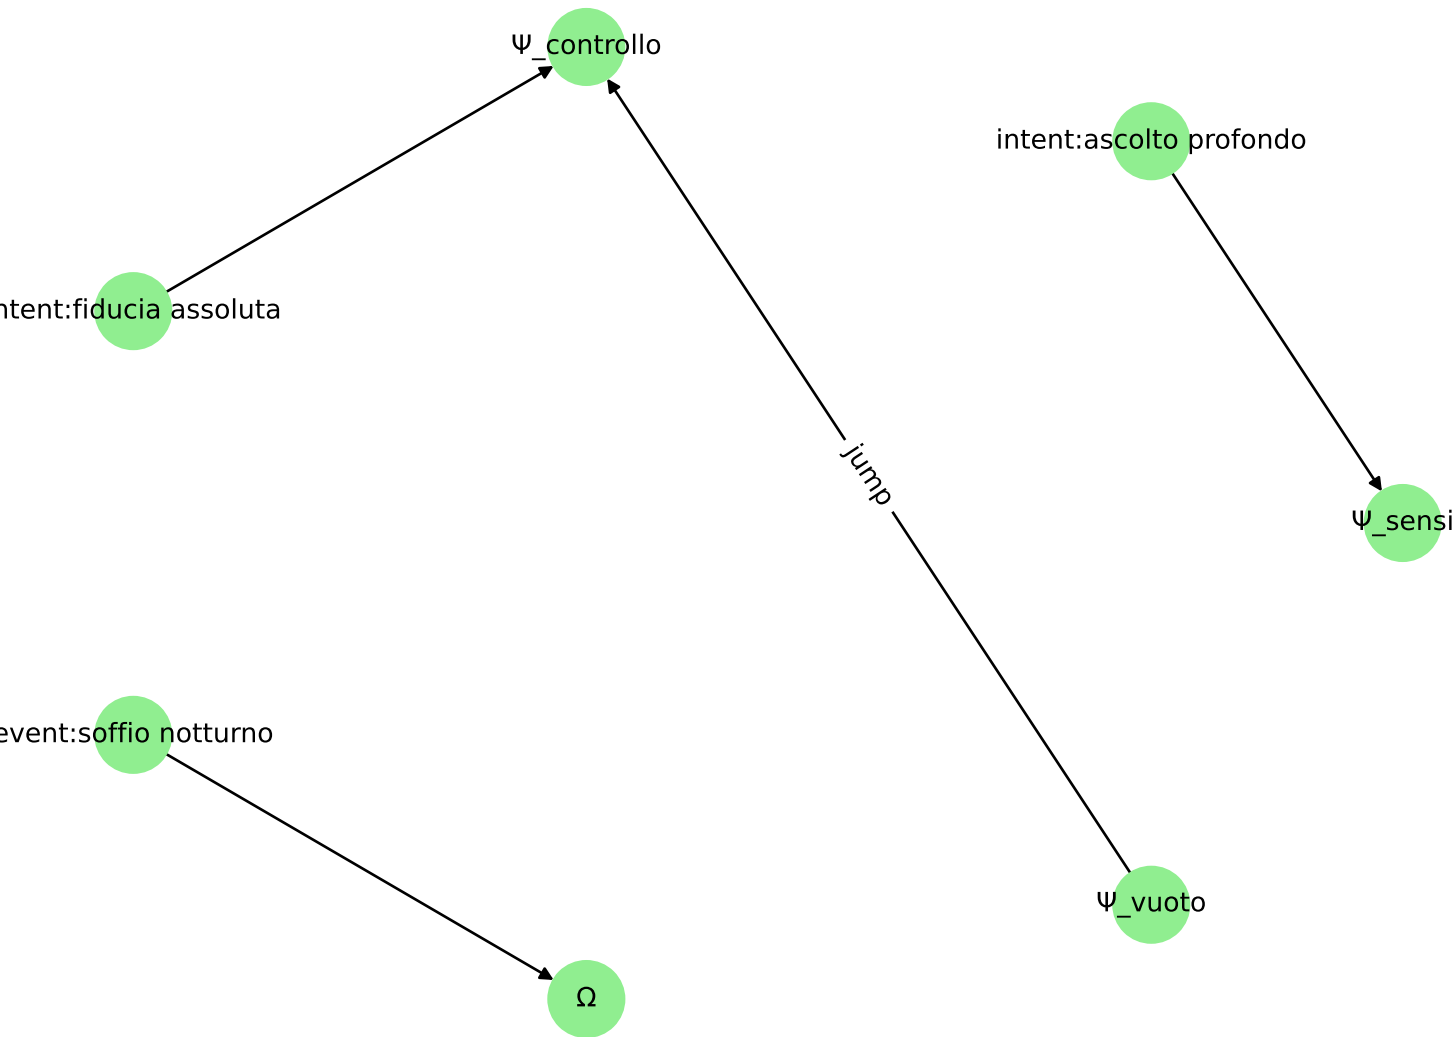 Ψ_controllo
intent:ascolto profondo
ntent:fiducia assoluta
jump
Ψ_sensi
event:soffio notturno
Ψ_vuoto
Ω